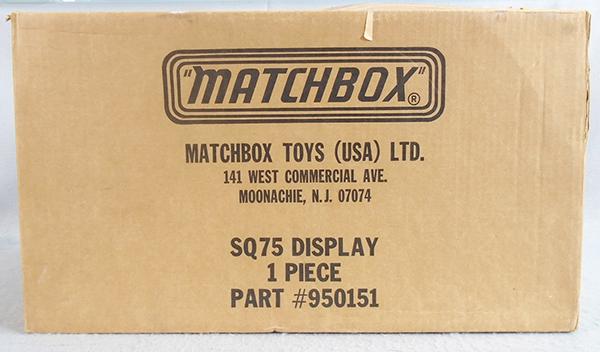 "MATCHBOX"®
MATCHBOX TOYS (USA) LTD.
141 WEST COMMERCIAL AVE.
MOONACHIE, N.J. 07074
SQ75 DISPLAY
1 PIECE
PART #950151